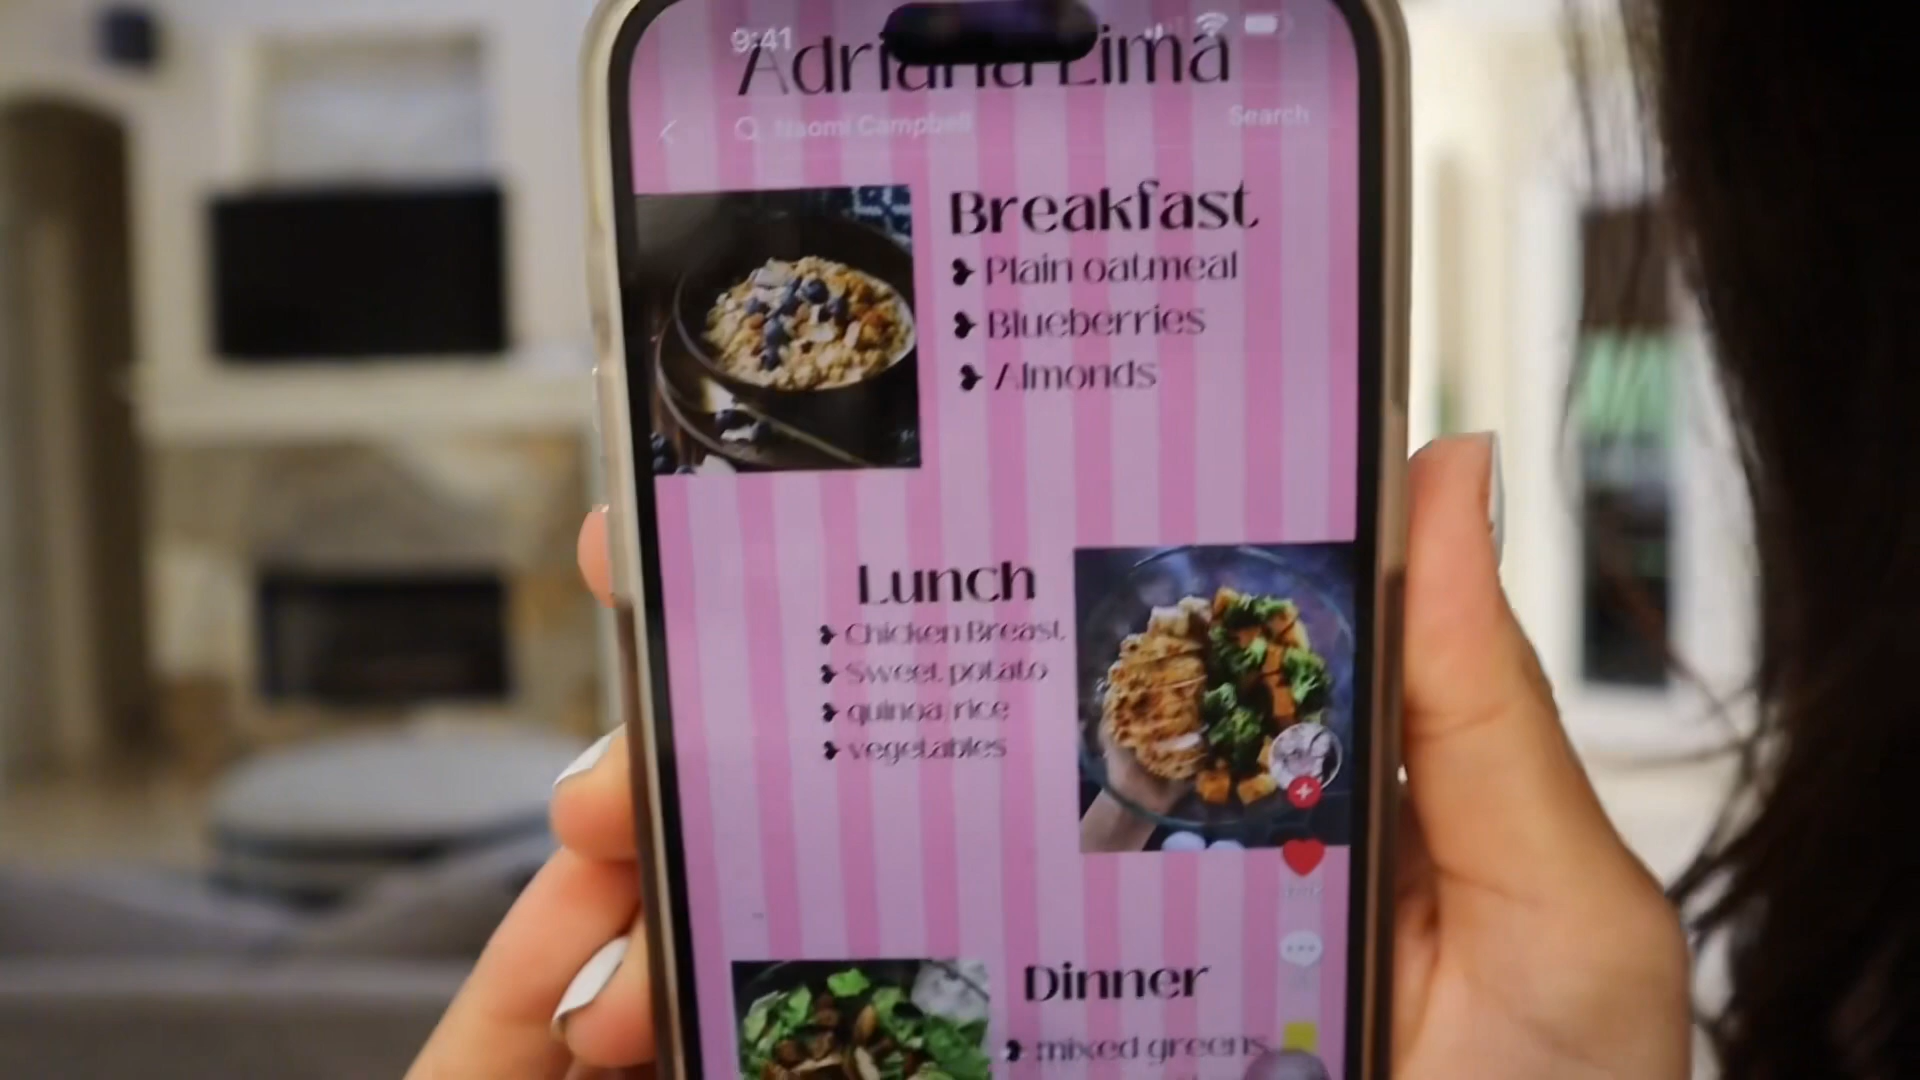 9:41
Adriana Lima
Naomi Campbell
Search
Breakfast
Plain oatmeal
Blueberries
Almonds
Lunch
Chicken Breast
Sweet potato
quinoa/rice
vegetables
Dinner
mixed greens